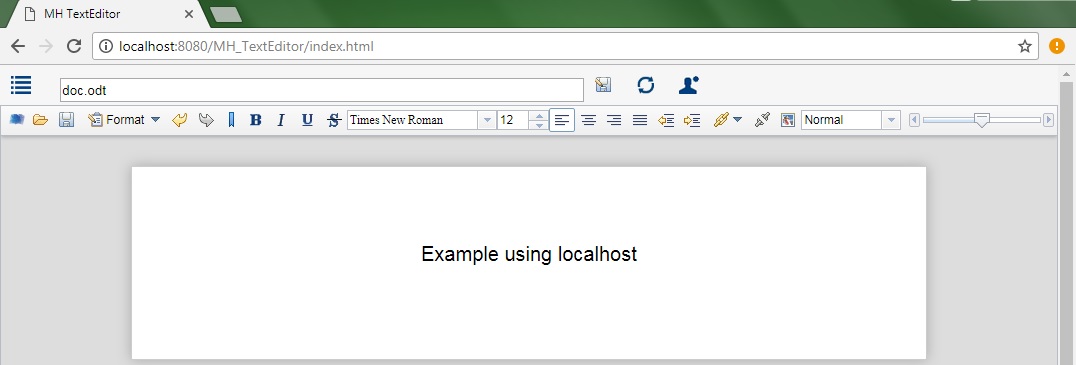 MH TextEditor
localhost:8080/MH_TextEditor/index.html
doc.odt
Format B I U S Times New Roman 12 Normal
Example using localhost